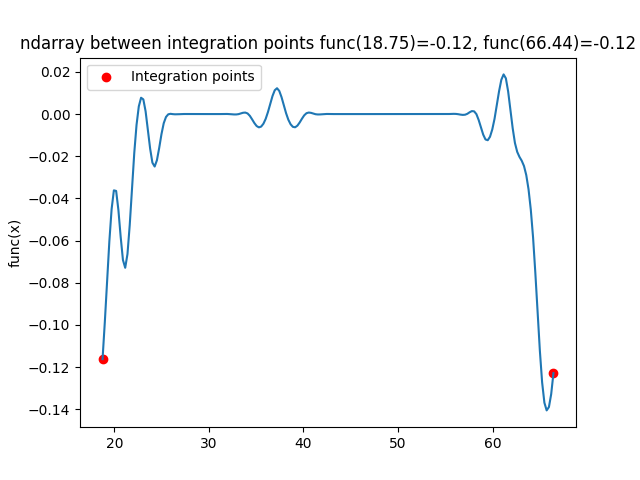 ndarray between integration points func(18.75)=-0.12, func(66.44)=-0.12
Integration points
func(x)
0.02
0.00
−0.02
−0.04
−0.06
−0.08
−0.10
−0.12
−0.14
20 30 40 50 60